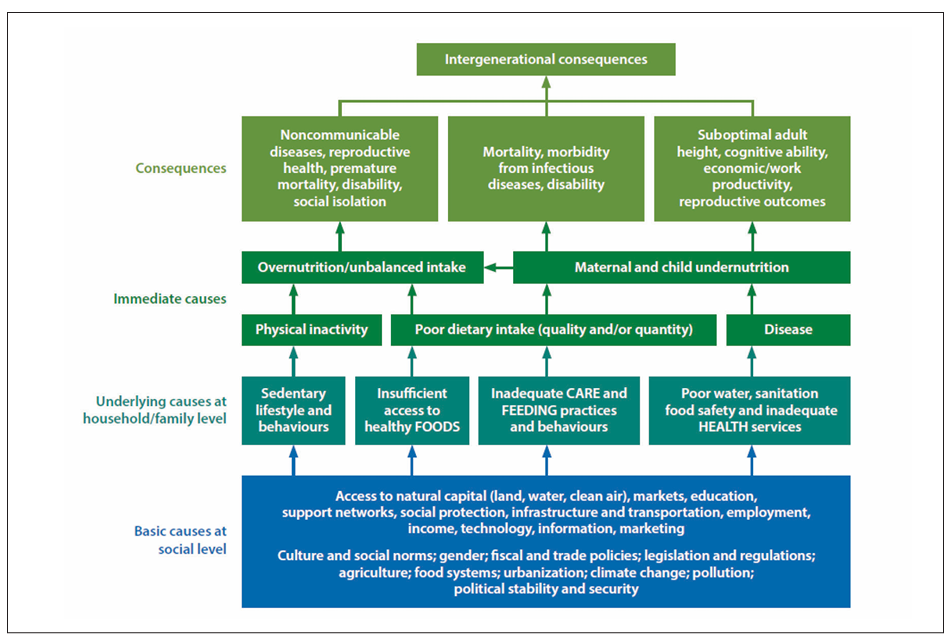 Intergenerational consequences
Consequences
Noncommunicable
diseases, reproductive
health, premature
mortality, disability,
social isolation
Mortality, morbidity
from infectious
diseases, disability
Suboptimal adult
height, cognitive ability,
economic/work
productivity,
reproductive outcomes
Immediate causes
Overnutrition/unbalanced intake
Maternal and child undernutrition
Physical inactivity
Poor dietary intake (quality and/or quantity)
Disease
Underlying causes at
household/family level
Sedentary
lifestyle and
behaviours
Insufficient
access to
healthy FOODS
Inadequate CARE and
FEEDING practices
and behaviours
Poor water, sanitation
food safety and inadequate
HEALTH services
Basic causes at
social level
Access to natural capital (land, water, clean air), markets, education,
support networks, social protection, infrastructure and transportation, employment,
income, technology, information, marketing
Culture and social norms; gender; fiscal and trade policies; legislation and regulations;
agriculture; food systems; urbanization; climate change; pollution;
political stability and security